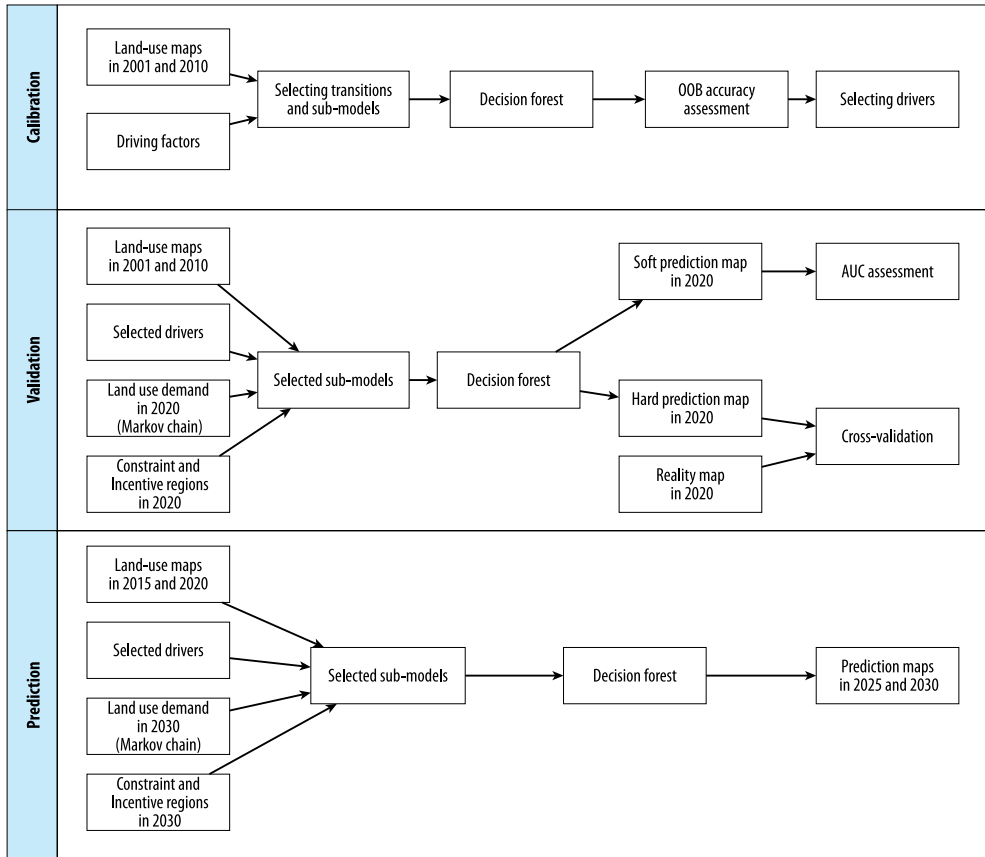 Calibration
Land-use maps
in 2001 and 2010
Driving factors
Selecting transitions
and sub-models
Decision forest
OOB accuracy
assessment
Selecting drivers
Validation
Land-use maps
in 2001 and 2010
Selected drivers
Land use demand
in 2020
(Markov chain)
Constraint and
Incentive regions
in 2020
Selected sub-models
Decision forest
Soft prediction map
in 2020
AUC assessment
Hard prediction map
in 2020
Reality map
in 2020
Cross-validation
Prediction
Land-use maps
in 2015 and 2020
Selected drivers
Land use demand
in 2030
(Markov chain)
Constraint and
Incentive regions
in 2030
Selected sub-models
Decision forest
Prediction maps
in 2025 and 2030